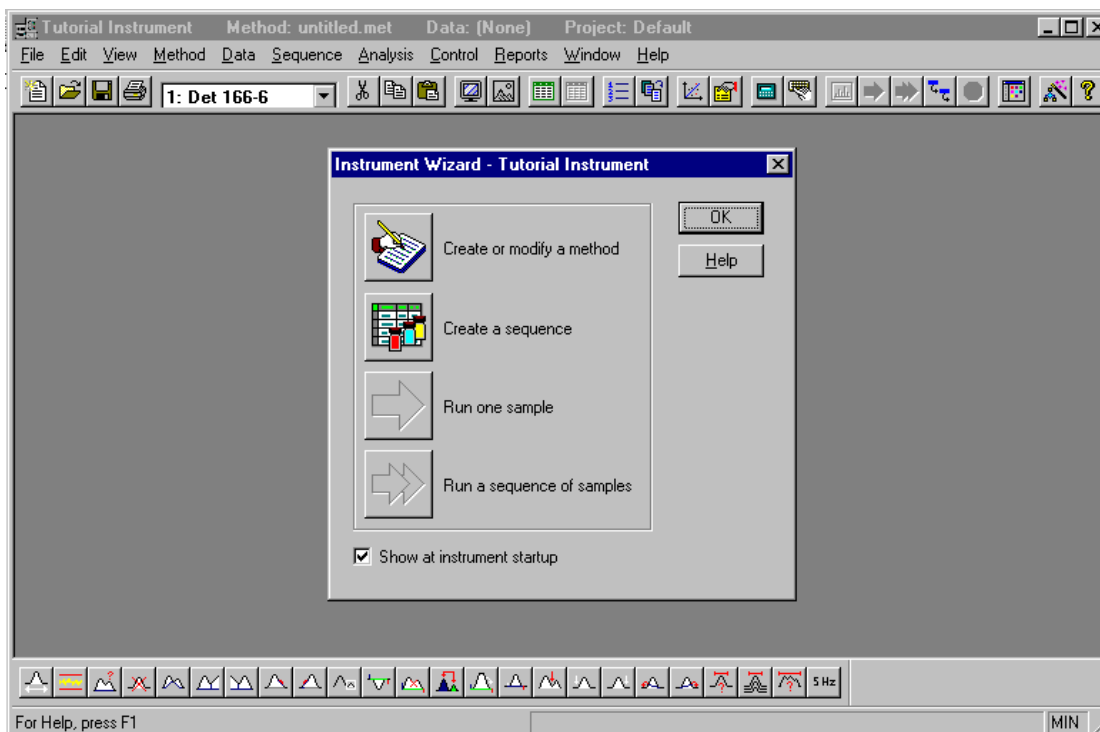 Tutorial Instrument Method: untitled.met Data: (None) Project: Default
File Edit View Method Data Sequence Analysis Control Reports Window Help
1: Det 166-6
Instrument Wizard - Tutorial Instrument
OK
Create or modify a method
Help
Create a sequence
Run one sample
Run a sequence of samples
Show at instrument startup
5 Hz
For Help, press F1
MIN